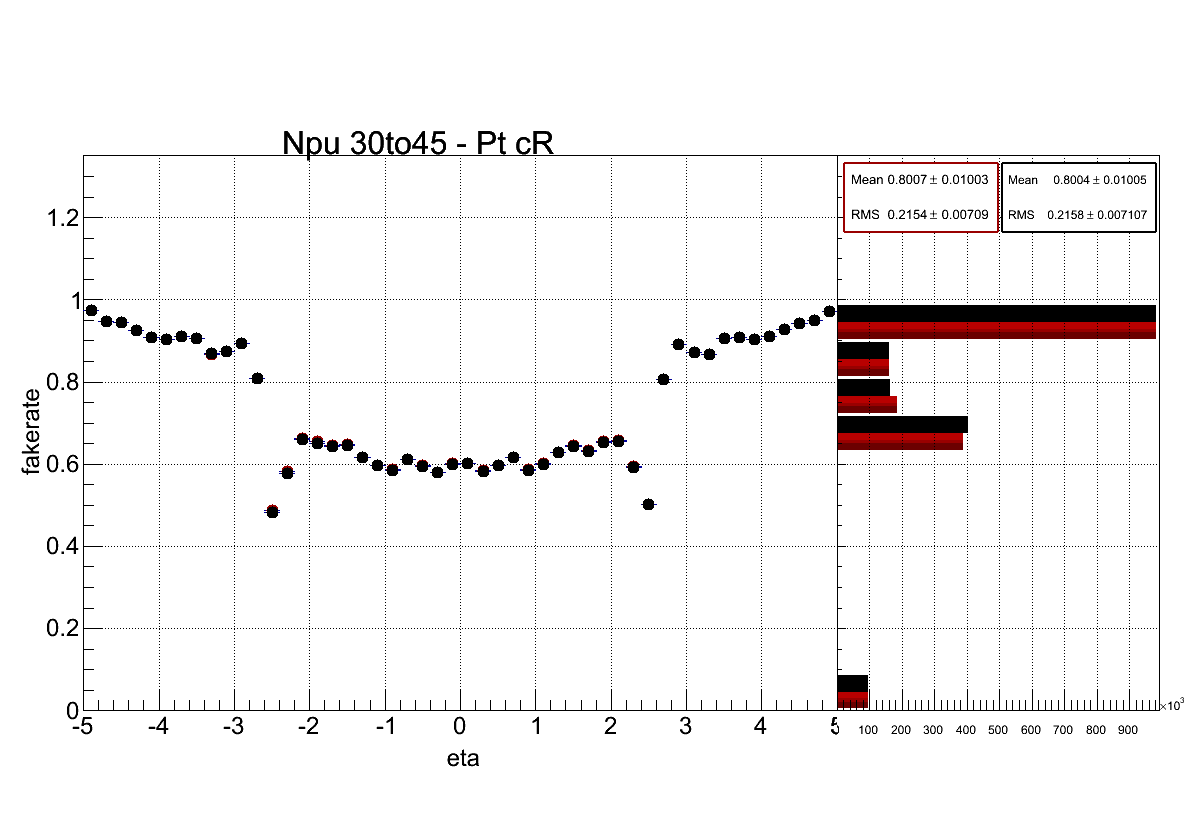 Npu 30to45 - Pt cR
Mean 0.8007 ± 0.01003
RMS 0.2154 ± 0.00709
Mean 0.8004 ± 0.01005
RMS 0.2158 ± 0.007107
fakerate
1.2
1
0.8
0.6
0.4
0.2
0
-5 -4 -3 -2 -1 0 1 2 3 4 5
100 200 300 400 500 600 700 800 900
×10³
eta